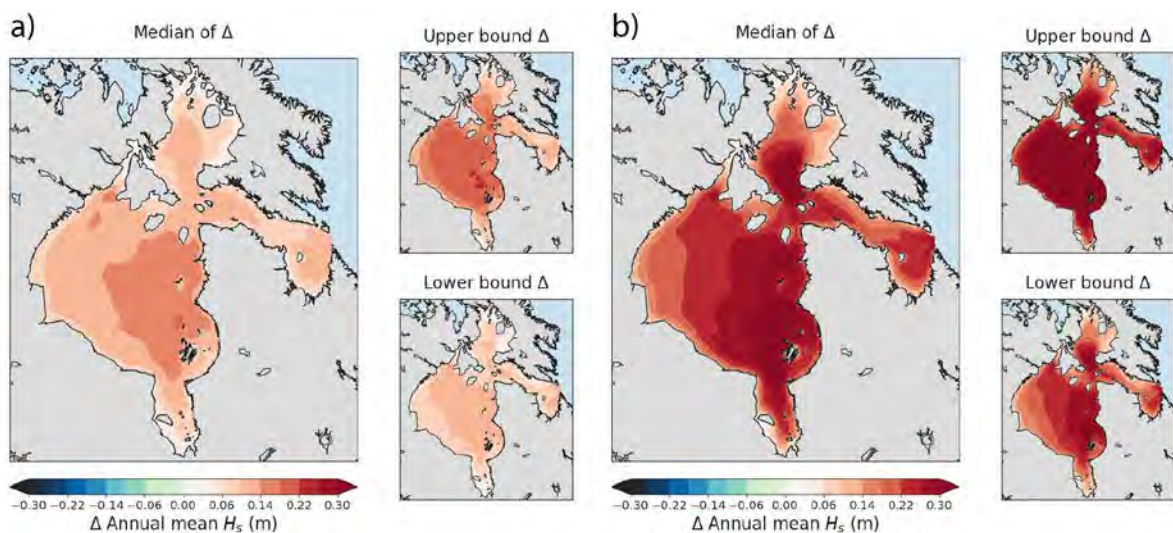 a)
Median of Δ
Upper bound Δ
Lower bound Δ
−0.30 −0.22 −0.14 −0.06 0.00 0.06 0.14 0.22 0.30
Δ Annual mean Hs (m)
b)
Median of Δ
Upper bound Δ
Lower bound Δ
−0.30 −0.22 −0.14 −0.06 0.00 0.06 0.14 0.22 0.30
Δ Annual mean Hs (m)